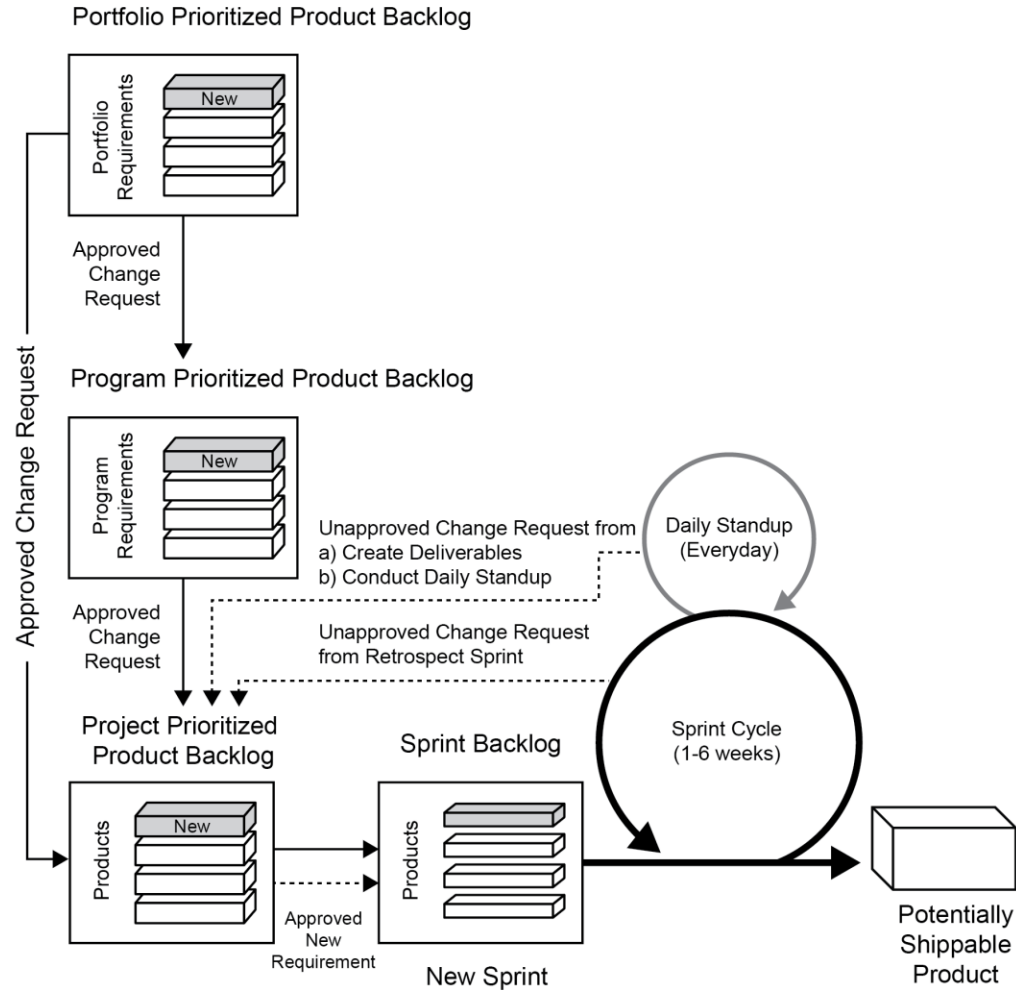 Portfolio Prioritized Product Backlog
Portfolio
Requirements
New
Approved
Change
Request
Approved Change Request
Program Prioritized Product Backlog
Program
Requirements
New
Unapproved Change Request from
a) Create Deliverables
b) Conduct Daily Standup
Daily Standup
(Everyday)
Approved
Change
Request
Unapproved Change Request
from Retrospect Sprint
Project Prioritized
Product Backlog
Sprint Backlog
Sprint Cycle
(1-6 weeks)
Products
New
Products
Approved
New
Requirement
New Sprint
Potentially
Shippable
Product